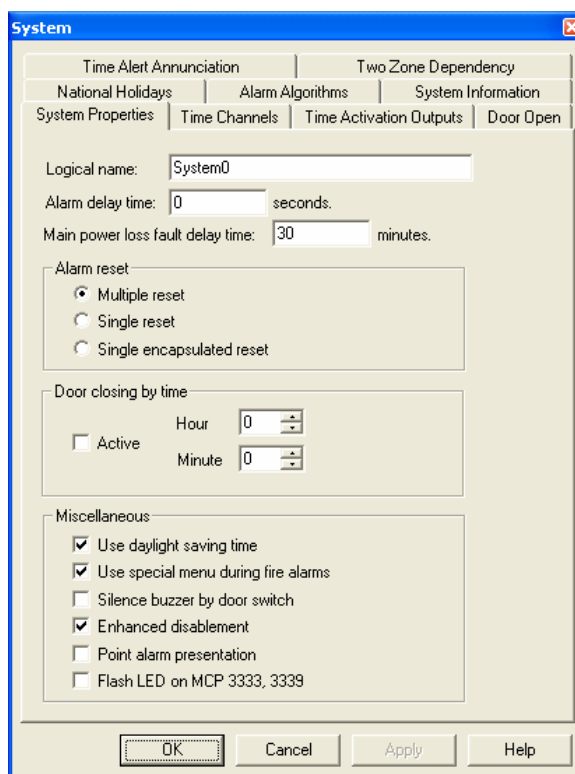 System
Time Alert Annunciation Two Zone Dependency
National Holidays Alarm Algorithms System Information
System Properties Time Channels Time Activation Outputs Door Open
Logical name: System0
Alarm delay time: 0 seconds.
Main power loss fault delay time: 30 minutes.
Alarm reset
Multiple reset
Single reset
Single encapsulated reset
Door closing by time
Hour 0
Active
Minute 0
Miscellaneous
Use daylight saving time
Use special menu during fire alarms
Silence buzzer by door switch
Enhanced disablement
Point alarm presentation
Flash LED on MCP 3333, 3339
OK Cancel Apply Help